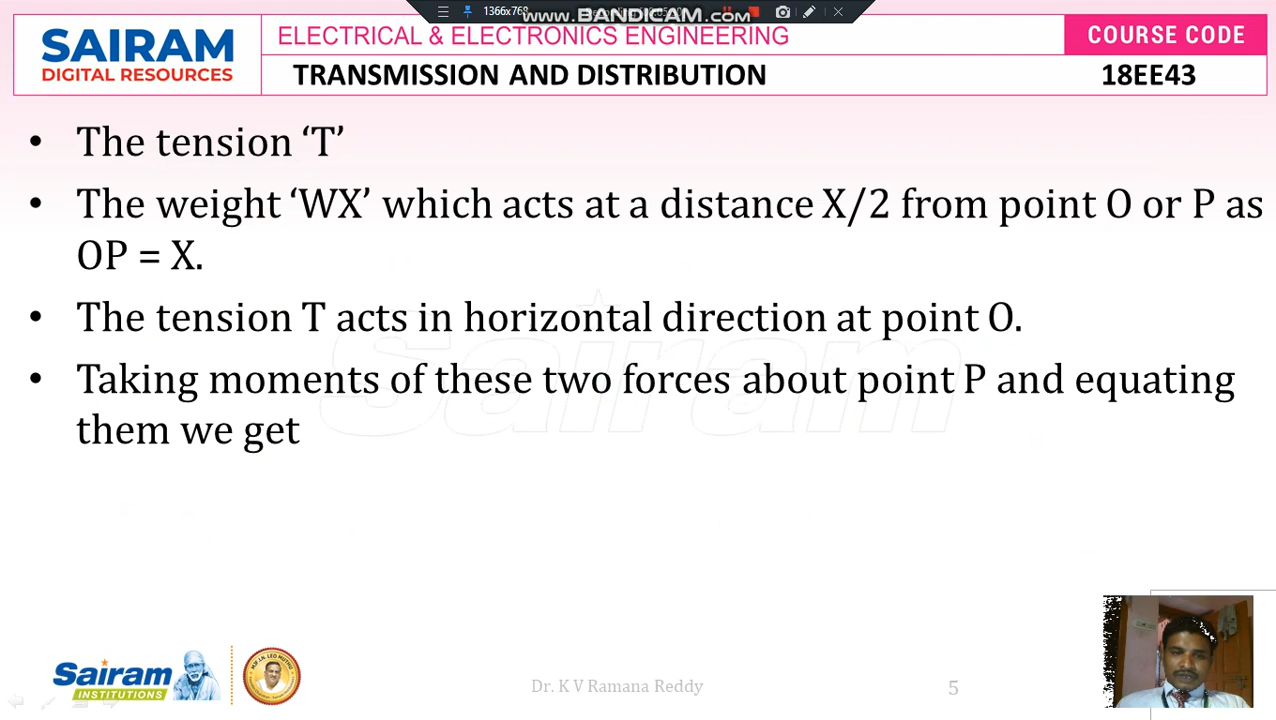 1366x768
www.BANDICAM.com
SAIRAM
DIGITAL RESOURCES
ELECTRICAL & ELECTRONICS ENGINEERING
COURSE CODE
TRANSMISSION AND DISTRIBUTION
18EE43
• The tension ‘T’
• The weight ‘WX’ which acts at a distance X/2 from point O or P as
OP = X.
• The tension T acts in horizontal direction at point O.
• Taking moments of these two forces about point P and equating
them we get
Sairam
Sairam
INSTITUTIONS
Dr. K V Ramana Reddy
5